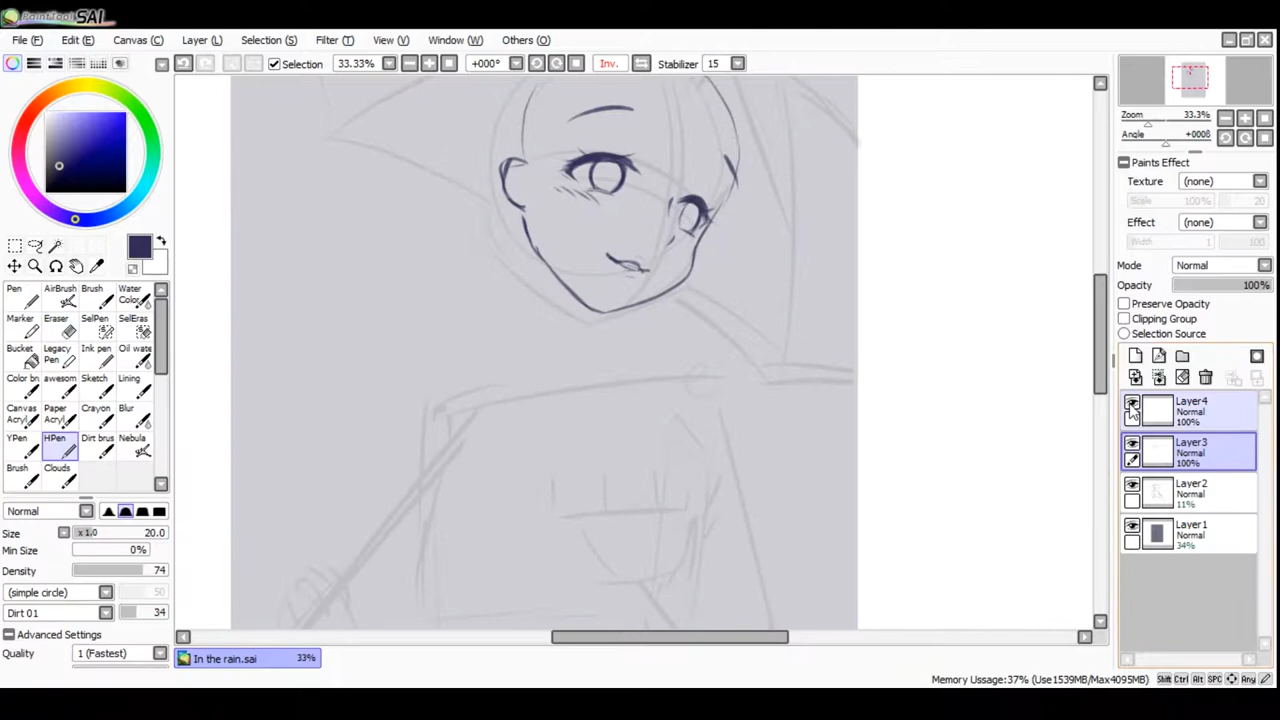 PaintTool SAI
File (F) Edit (E) Canvas (C) Layer (L) Selection (S) Filter (T) View (V) Window (W) Others (O)
Selection 33.33% +000° Inv. Stabilizer 15
Zoom 33.3%
Angle +000ß
Paints Effect
Texture (none)
Scale 100% 20
Effect (none)
Width 100
Mode Normal
Opacity 100%
Preserve Opacity
Clipping Group
Selection Source
Layer4
Normal
100%
Layer3
Normal
100%
Layer2
Normal
11%
Layer1
Normal
34%
Pen AirBrush Brush Water Color
Marker Eraser SelPen SelEras
Bucket Legacy Pen Ink pen Oil wate
Color bn awesom Sketch Lining
Canvas Acryl Paper Acryl Crayon Blur
YPen HPen Dirt brus Nebula
Brush Clouds
Normal
Size x 1.0 20.0
Min Size 0%
Density 74
(simple circle) 50
Dirt 01 34
Advanced Settings
Quality 1 (Fastest)
In the rain.sai 33%
Memory Ussage:37% (Use1539MB/Max4095MB) Shift Ctrl Alt SPC Any